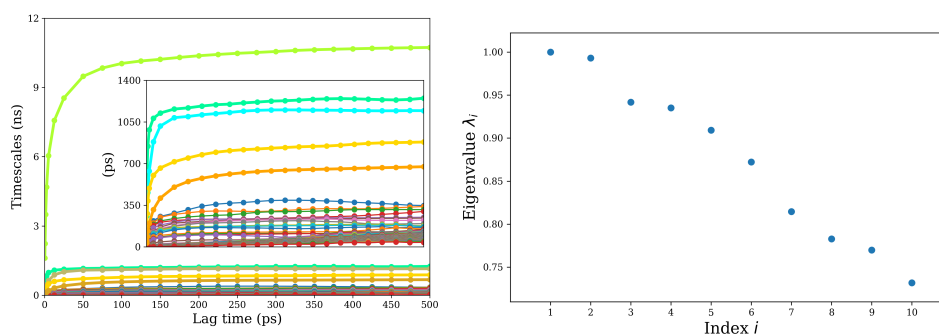 12
9
6
3
0
Timescales (ns)
1400
1050
700
350
0
(ps)
0 50 100 150 200 250 300 350 400 450 500
Lag time (ps)
1.00
0.95
0.90
0.85
0.80
0.75
Eigenvalue λi
1 2 3 4 5 6 7 8 9 10
Index i